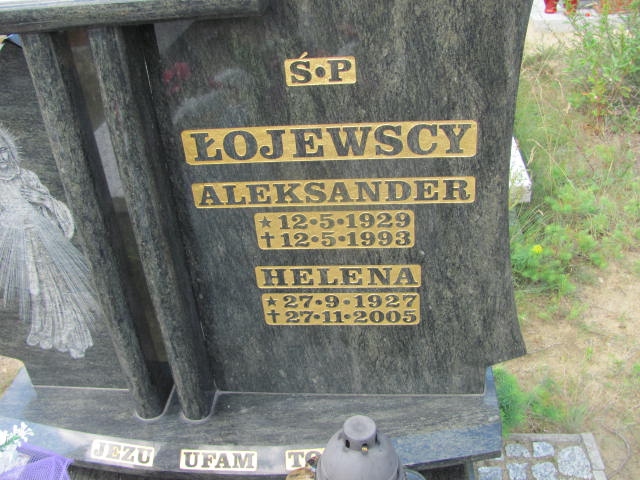 Ś•P
ŁOJEWSCY
ALEKSANDER
★ 12•5•1929
✝ 12•5•1993
HELENA
★ 27•9•1927
✝ 27•11•2005
JEZU UFAM